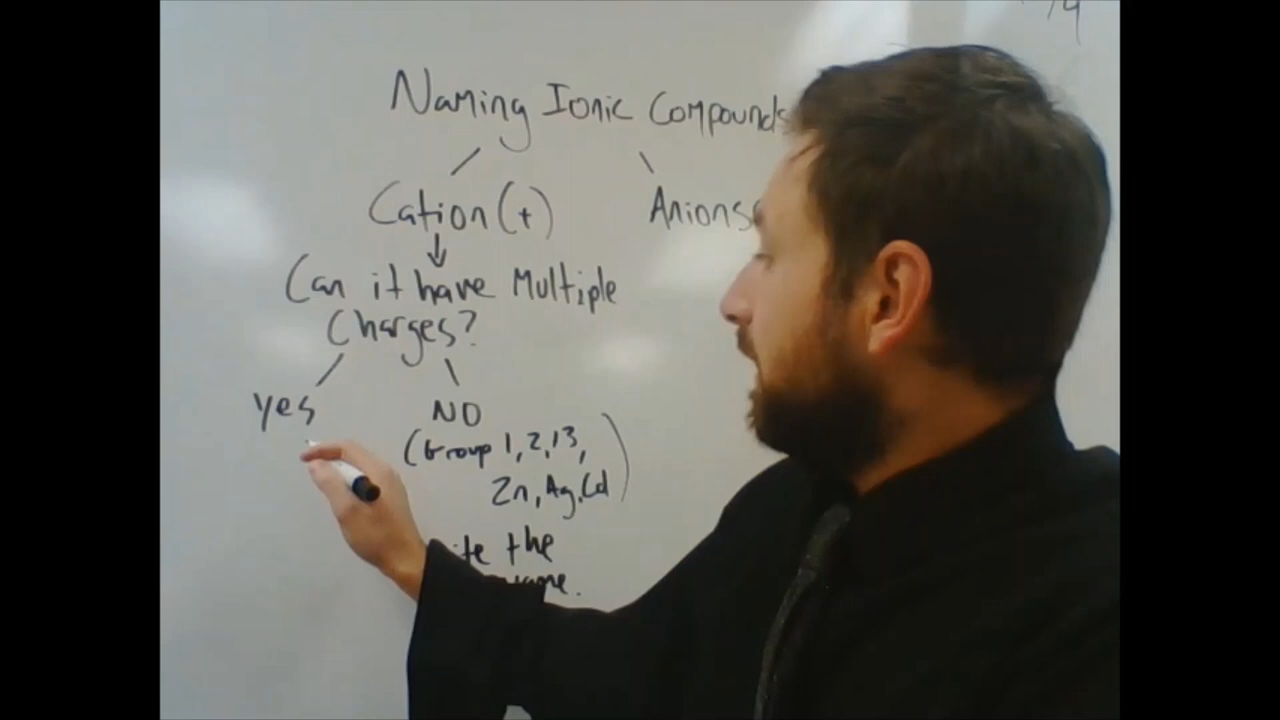 Naming Ionic Compounds
Cation (+)
Anions
Can it have Multiple
Charges?
Yes
NO
(Group 1, 2, 13,
Zn, Ag, Cd)
the